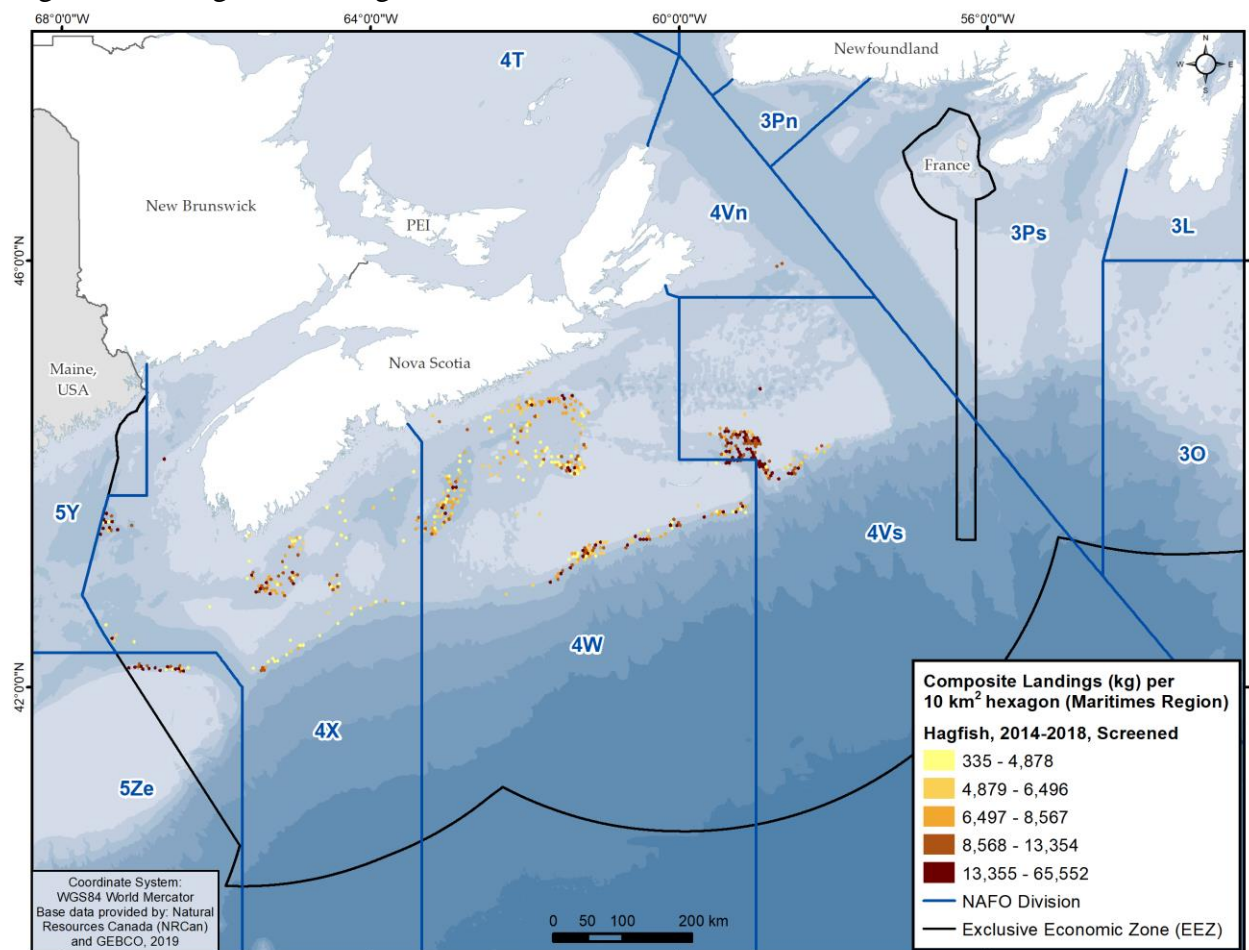 68°0'0"W
64°0'0"W
60°0'0"W
56°0'0"W
4T
Newfoundland
N
W
E
S
3Pn
France
New Brunswick
PEI
4Vn
3Ps
3L
46°0'0"N
Maine,
USA
Nova Scotia
5Y
3O
4Vs
4W
42°0'0"N
4X
5Ze
Composite Landings (kg) per
10 km² hexagon (Maritimes Region)
Hagfish, 2014-2018, Screened
335 - 4,878
4,879 - 6,496
6,497 - 8,567
8,568 - 13,354
13,355 - 65,552
NAFO Division
Exclusive Economic Zone (EEZ)
Coordinate System:
WGS84 World Mercator
Base data provided by: Natural
Resources Canada (NRCan)
and GEBCO, 2019
0 50 100 200 km